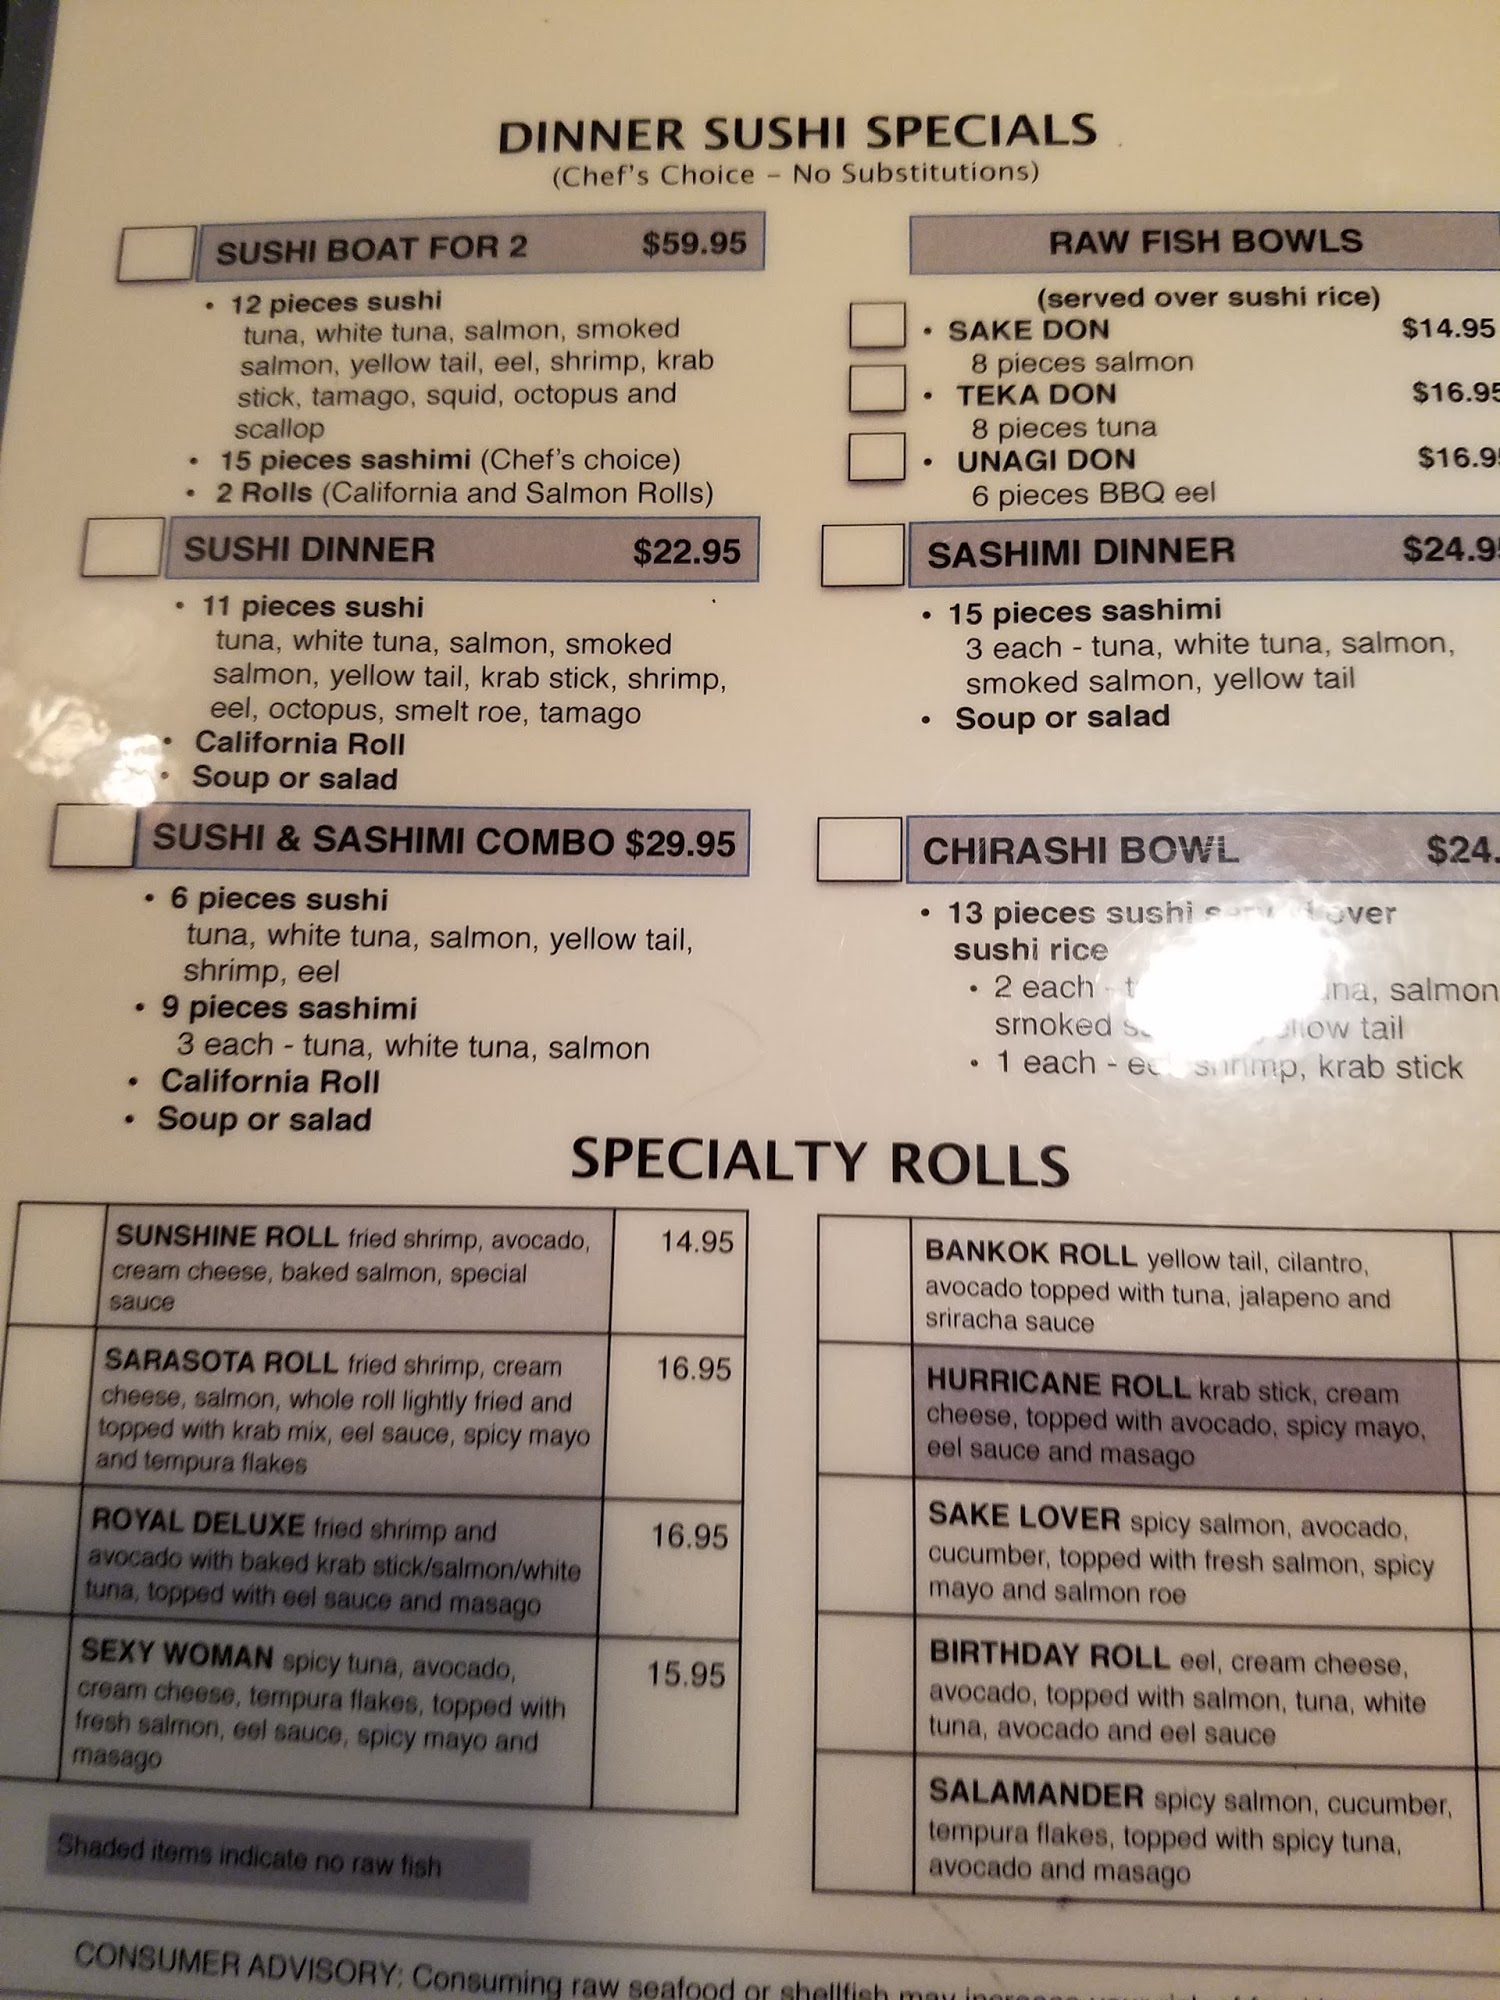 DINNER SUSHI SPECIALS
(Chef's Choice – No Substitutions)
SUSHI BOAT FOR 2 $59.95
• 12 pieces sushi
tuna, white tuna, salmon, smoked
salmon, yellow tail, eel, shrimp, krab
stick, tamago, squid, octopus and
scallop
• 15 pieces sashimi (Chef's choice)
• 2 Rolls (California and Salmon Rolls)
SUSHI DINNER $22.95
• 11 pieces sushi
tuna, white tuna, salmon, smoked
salmon, yellow tail, krab stick, shrimp,
eel, octopus, smelt roe, tamago
• California Roll
• Soup or salad
SUSHI & SASHIMI COMBO $29.95
• 6 pieces sushi
tuna, white tuna, salmon, yellow tail,
shrimp, eel
• 9 pieces sashimi
3 each - tuna, white tuna, salmon
• California Roll
• Soup or salad
RAW FISH BOWLS
(served over sushi rice)
• SAKE DON $14.95
8 pieces salmon
• TEKA DON $16.95
8 pieces tuna
• UNAGI DON $16.9
6 pieces BBQ eel
SASHIMI DINNER $24.9
• 15 pieces sashimi
3 each - tuna, white tuna, salmon,
smoked salmon, yellow tail
• Soup or salad
CHIRASHI BOWL $24.
• 13 pieces sushi over
sushi rice
• 2 each - salmon
smoked tail
• 1 each - shrimp, krab stick
SPECIALTY ROLLS
SUNSHINE ROLL fried shrimp, avocado, 14.95
cream cheese, baked salmon, special
sauce
SARASOTA ROLL fried shrimp, cream 16.95
cheese, salmon, whole roll lightly fried and
topped with krab mix, eel sauce, spicy mayo
and tempura flakes
ROYAL DELUXE fried shrimp and 16.95
avocado with baked krab stick/salmon/white
tuna, topped with eel sauce and masago
SEXY WOMAN spicy tuna, avocado, 15.95
cream cheese, tempura flakes, topped with
fresh salmon, eel sauce, spicy mayo and
masago
Shaded items indicate no raw fish
BANKOK ROLL yellow tail, cilantro,
avocado topped with tuna, jalapeno and
sriracha sauce
HURRICANE ROLL krab stick, cream
cheese, topped with avocado, spicy mayo,
eel sauce and masago
SAKE LOVER spicy salmon, avocado,
cucumber, topped with fresh salmon, spicy
mayo and salmon roe
BIRTHDAY ROLL eel, cream cheese,
avocado, topped with salmon, tuna, white
tuna, avocado and eel sauce
SALAMANDER spicy salmon, cucumber,
tempura flakes, topped with spicy tuna,
avocado and masago
CONSUMER ADVISORY: Consuming raw seafood or shellfish may increase